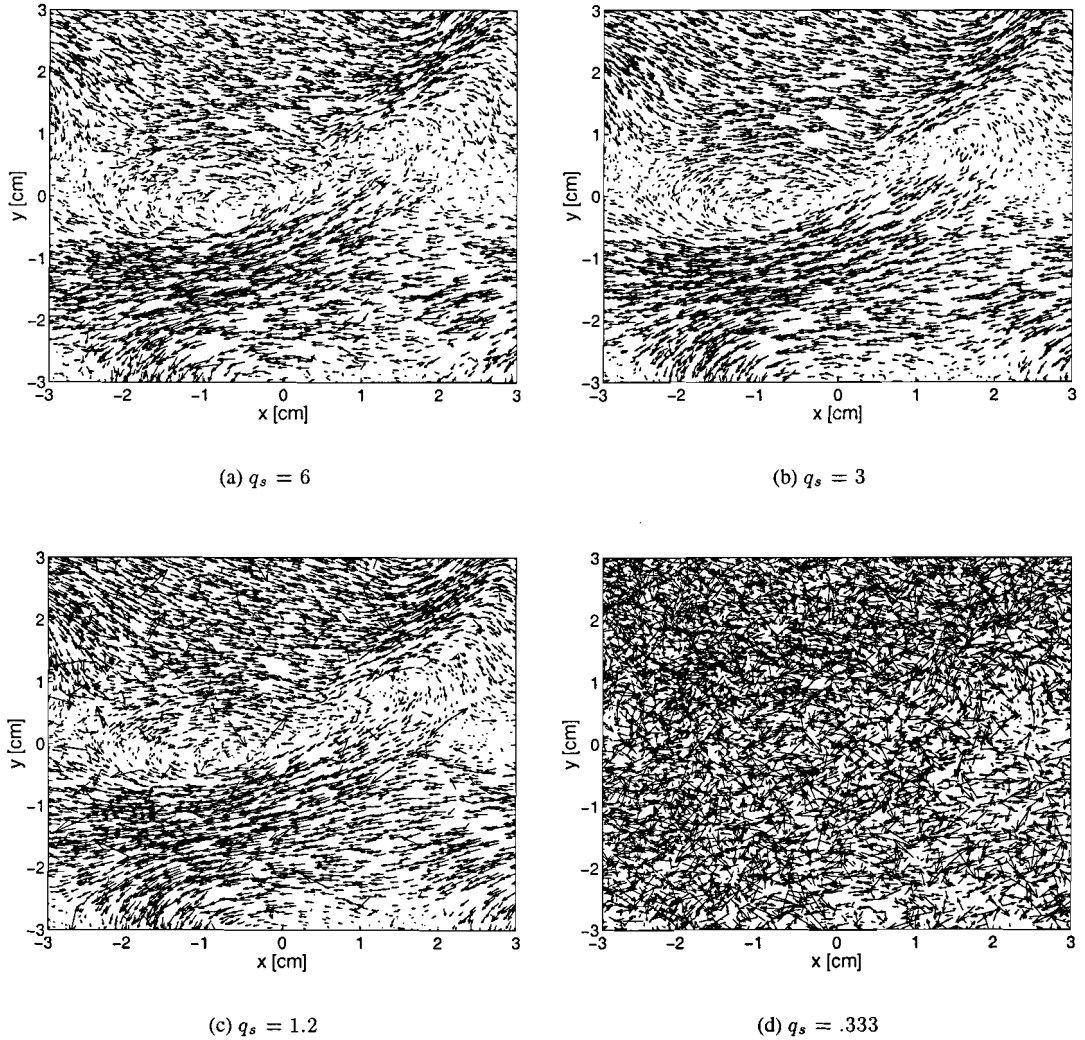 3
2
1
0
-1
-2
-3
y [cm]
-3 -2 -1 0 1 2 3
x [cm]
(a) q_s = 6
3
2
1
0
-1
-2
-3
y [cm]
-3 -2 -1 0 1 2 3
x [cm]
(b) q_s = 3
3
2
1
0
-1
-2
-3
y [cm]
-3 -2 -1 0 1 2 3
x [cm]
(c) q_s = 1.2
3
2
1
0
-1
-2
-3
y [cm]
-3 -2 -1 0 1 2 3
x [cm]
(d) q_s = .333